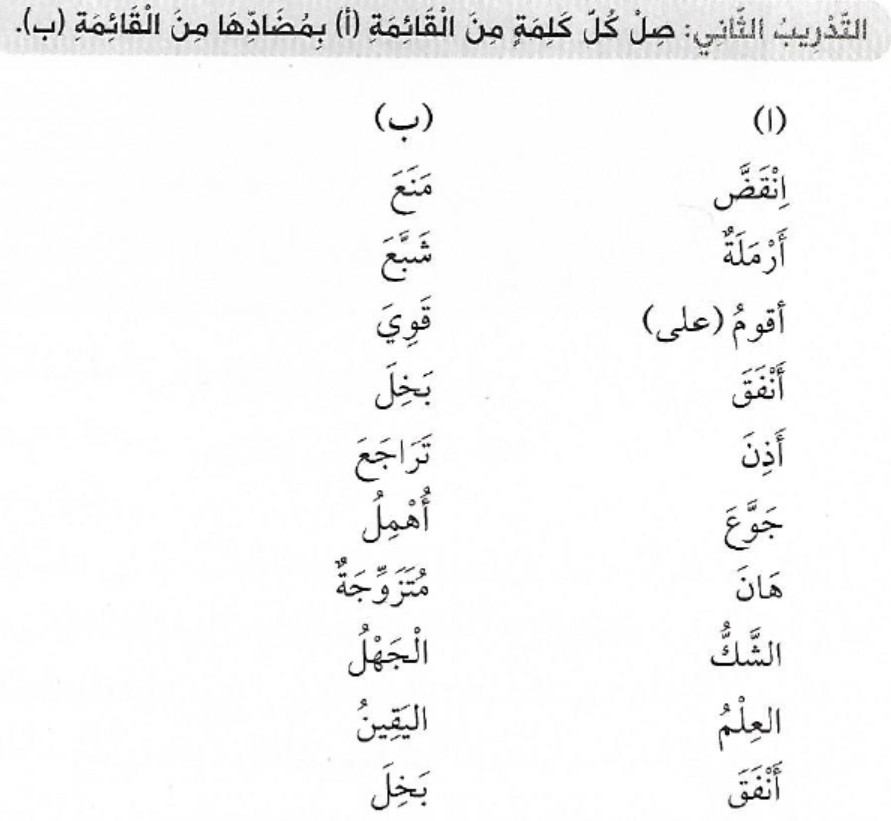 التَّدْرِيبُ الثَّانِي: صِلْ كُلَّ كَلِمَةٍ مِنَ الْقَائِمَةِ (أ) بِمُضَادِّهَا مِنَ الْقَائِمَةِ (ب).
(ا) (ب)
اِنْقَضَّ مَنَعَ
أَرْمَلَةٌ شَبَّعَ
أقومُ (على) قَوِيَ
أَنْفَقَ بَخِلَ
أَذِنَ تَرَاجَعَ
جَوَّعَ أُهْمِلُ
هَانَ مُتَزَوِّجَةٌ
الشَّكُّ الْجَهْلُ
العِلْمُ اليَقِينُ
أَنْفَقَ بَخِلَ